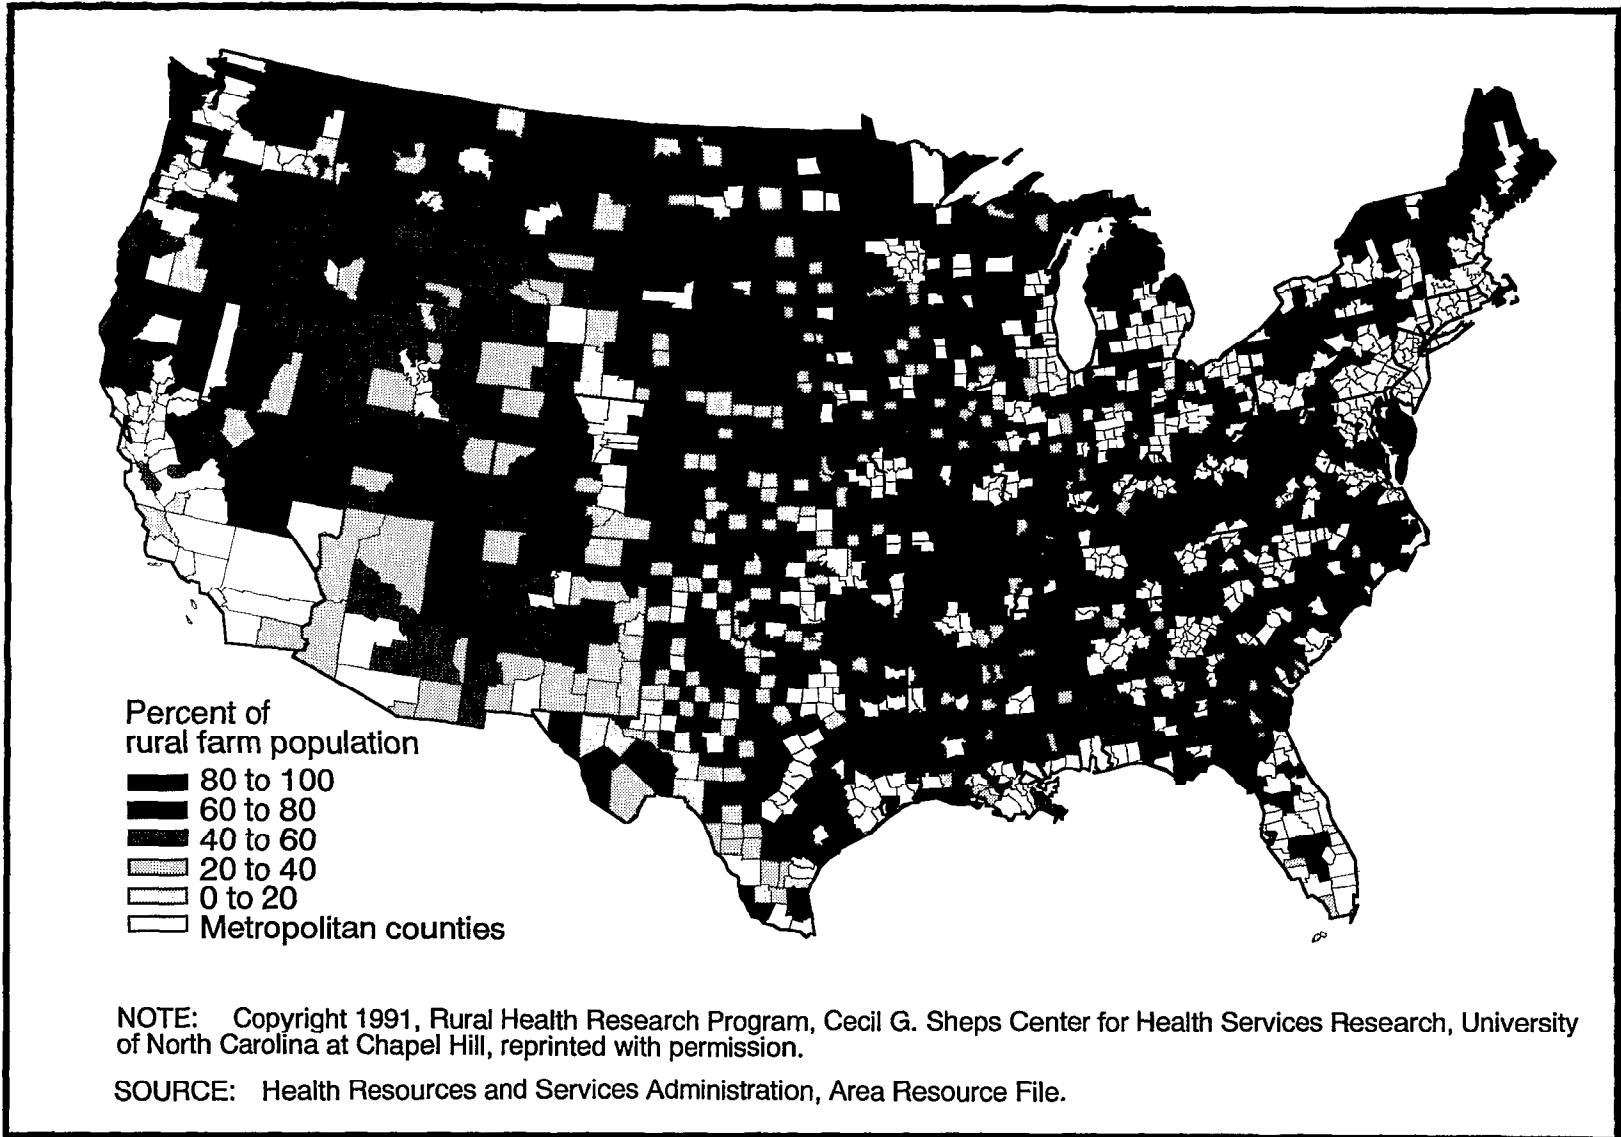 Percent of
rural farm population
80 to 100
60 to 80
40 to 60
20 to 40
0 to 20
Metropolitan counties
NOTE: Copyright 1991, Rural Health Research Program, Cecil G. Sheps Center for Health Services Research, University
of North Carolina at Chapel Hill, reprinted with permission.
SOURCE: Health Resources and Services Administration, Area Resource File.